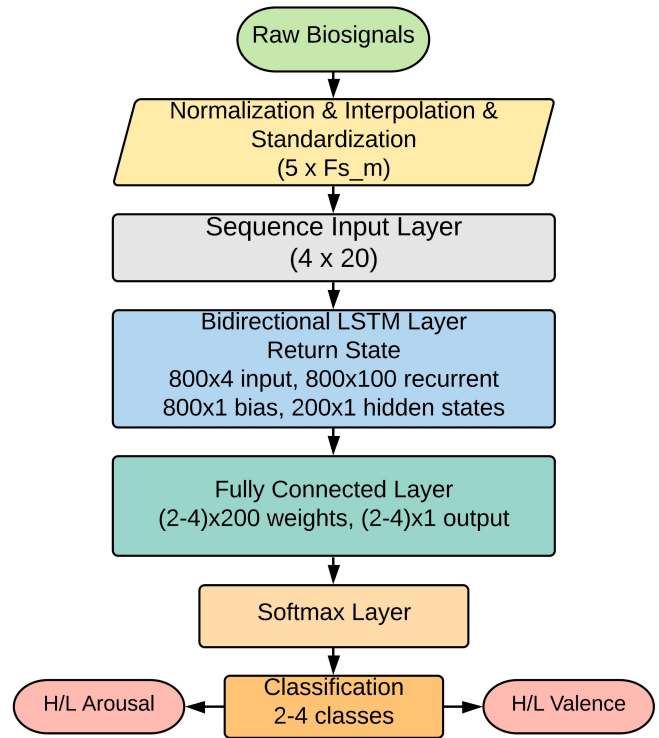 Raw Biosignals
Normalization & Interpolation &
Standardization
(5 x Fs_m)
Sequence Input Layer
(4 x 20)
Bidirectional LSTM Layer
Return State
800x4 input, 800x100 recurrent
800x1 bias, 200x1 hidden states
Fully Connected Layer
(2-4)x200 weights, (2-4)x1 output
Softmax Layer
Classification
2-4 classes
H/L Arousal
H/L Valence